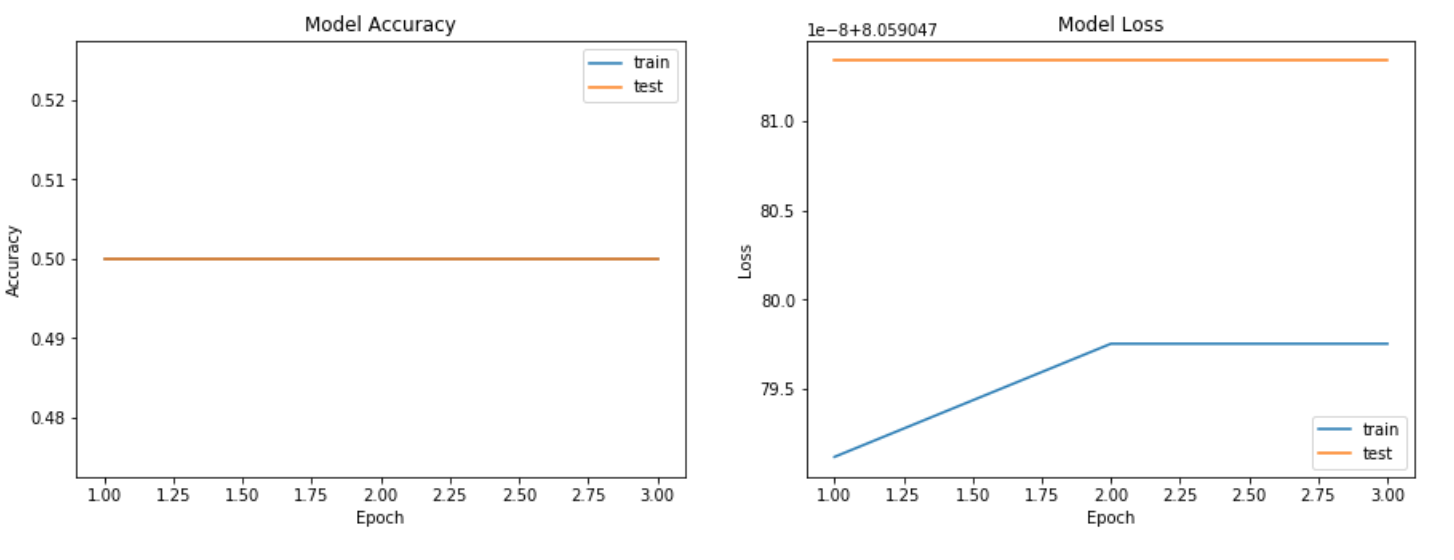 Model Accuracy
train
test
0.52
0.51
0.50
0.49
0.48
Accuracy
1.00 1.25 1.50 1.75 2.00 2.25 2.50 2.75 3.00
Epoch
Model Loss
1e−8+8.059047
81.0
80.5
80.0
79.5
Loss
train
test
1.00 1.25 1.50 1.75 2.00 2.25 2.50 2.75 3.00
Epoch